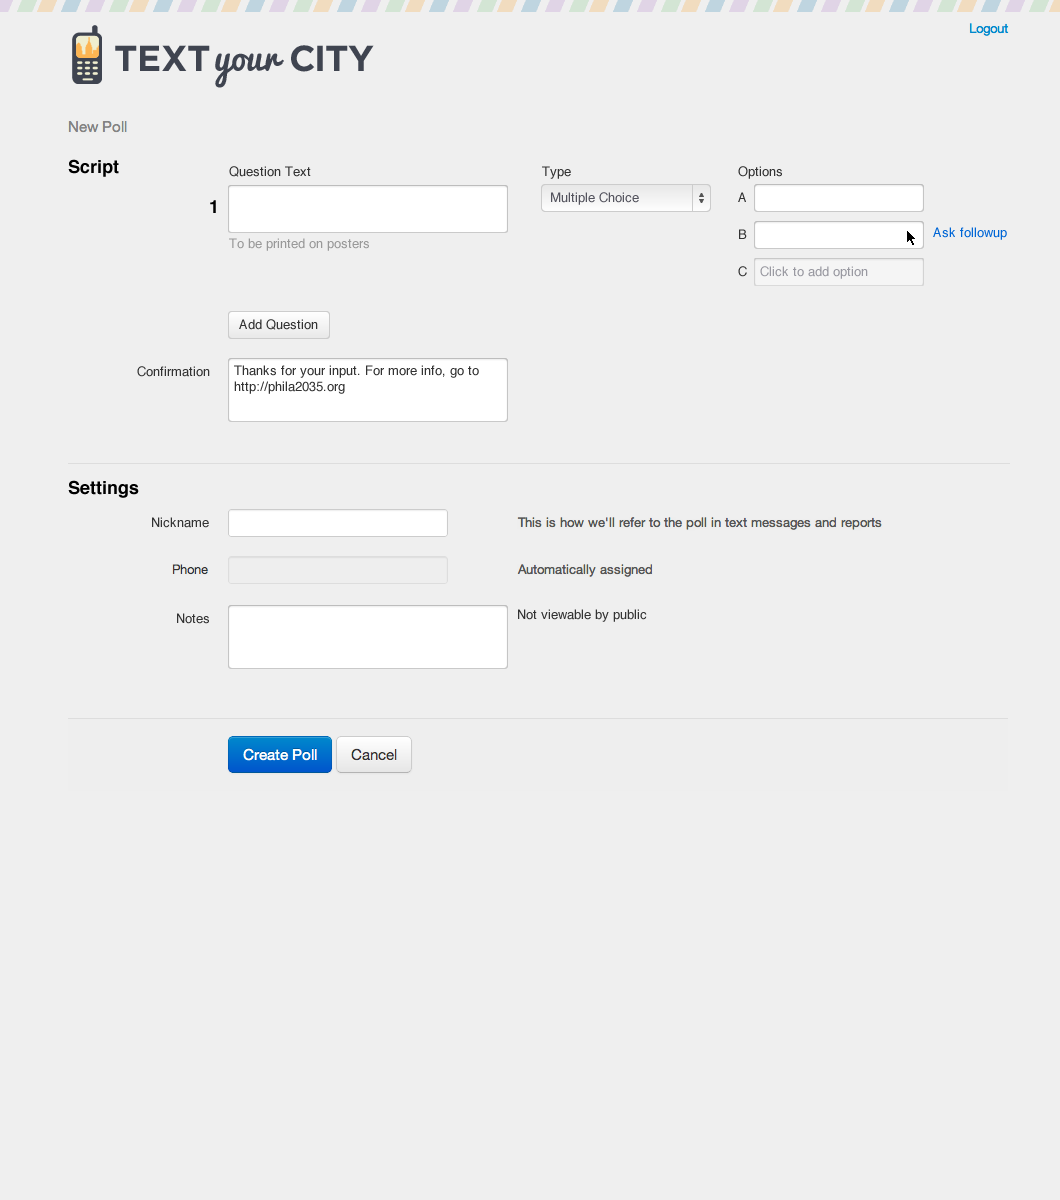 Logout
TEXT your CITY
New Poll
Script
Question Text
Type
Options
1
Multiple Choice
A
B
Ask followup
To be printed on posters
C
Click to add option
Add Question
Confirmation
Thanks for your input. For more info, go to
http://phila2035.org
Settings
Nickname
This is how we'll refer to the poll in text messages and reports
Phone
Automatically assigned
Notes
Not viewable by public
Create Poll
Cancel